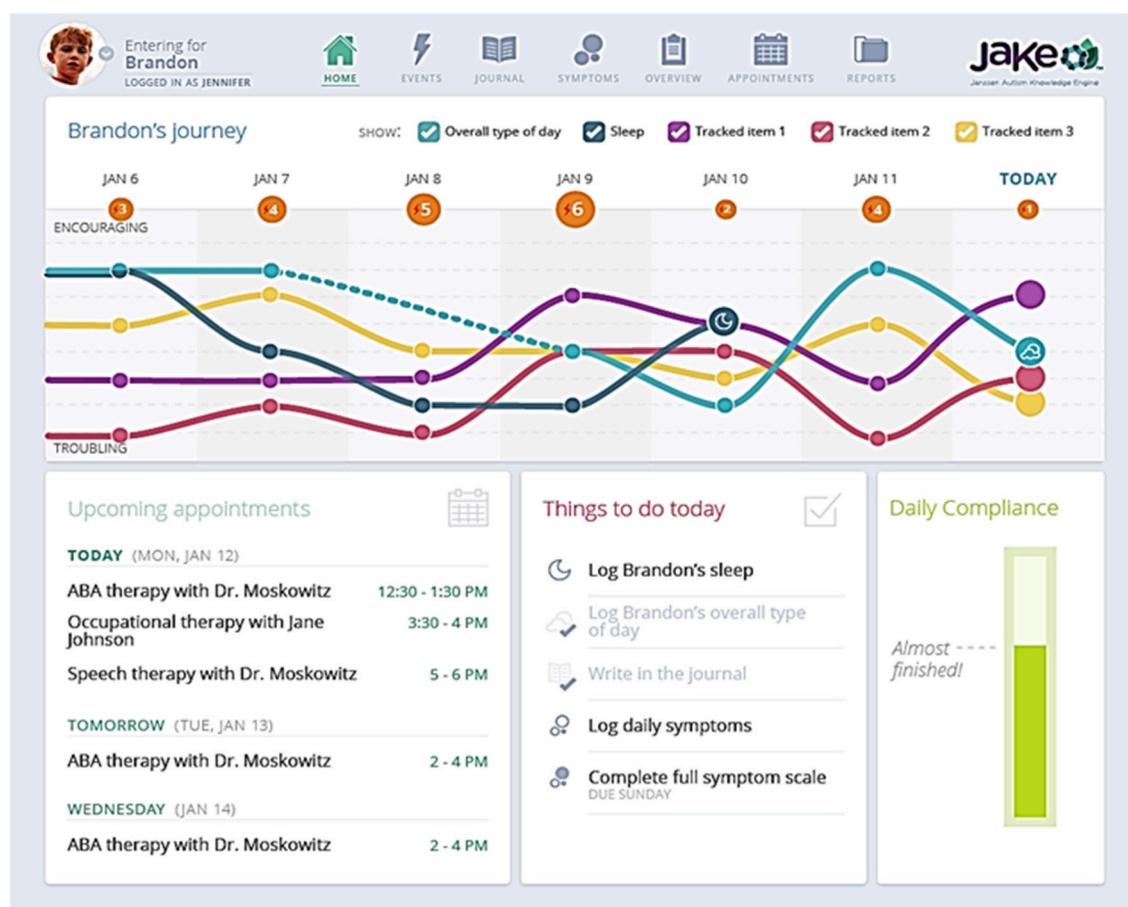 Entering for
Brandon
LOGGED IN AS JENNIFER
HOME
EVENTS
JOURNAL
SYMPTOMS
OVERVIEW
APPOINTMENTS
REPORTS
JAKE
Janssen Autism Knowledge Engine
Brandon's journey
SHOW:
Overall type of day
Sleep
Tracked item 1
Tracked item 2
Tracked item 3
JAN 6
JAN 7
JAN 8
JAN 9
JAN 10
JAN 11
TODAY
3
4
5
6
2
4
1
ENCOURAGING
TROUBLING
Upcoming appointments
TODAY (MON, JAN 12)
ABA therapy with Dr. Moskowitz 12:30 - 1:30 PM
Occupational therapy with Jane 3:30 - 4 PM
Johnson
Speech therapy with Dr. Moskowitz 5 - 6 PM
TOMORROW (TUE, JAN 13)
ABA therapy with Dr. Moskowitz 2 - 4 PM
WEDNESDAY (JAN 14)
ABA therapy with Dr. Moskowitz 2 - 4 PM
Things to do today
Log Brandon's sleep
Log Brandon's overall type
of day
Write in the journal
Log daily symptoms
Complete full symptom scale
DUE SUNDAY
Daily Compliance
Almost
finished!